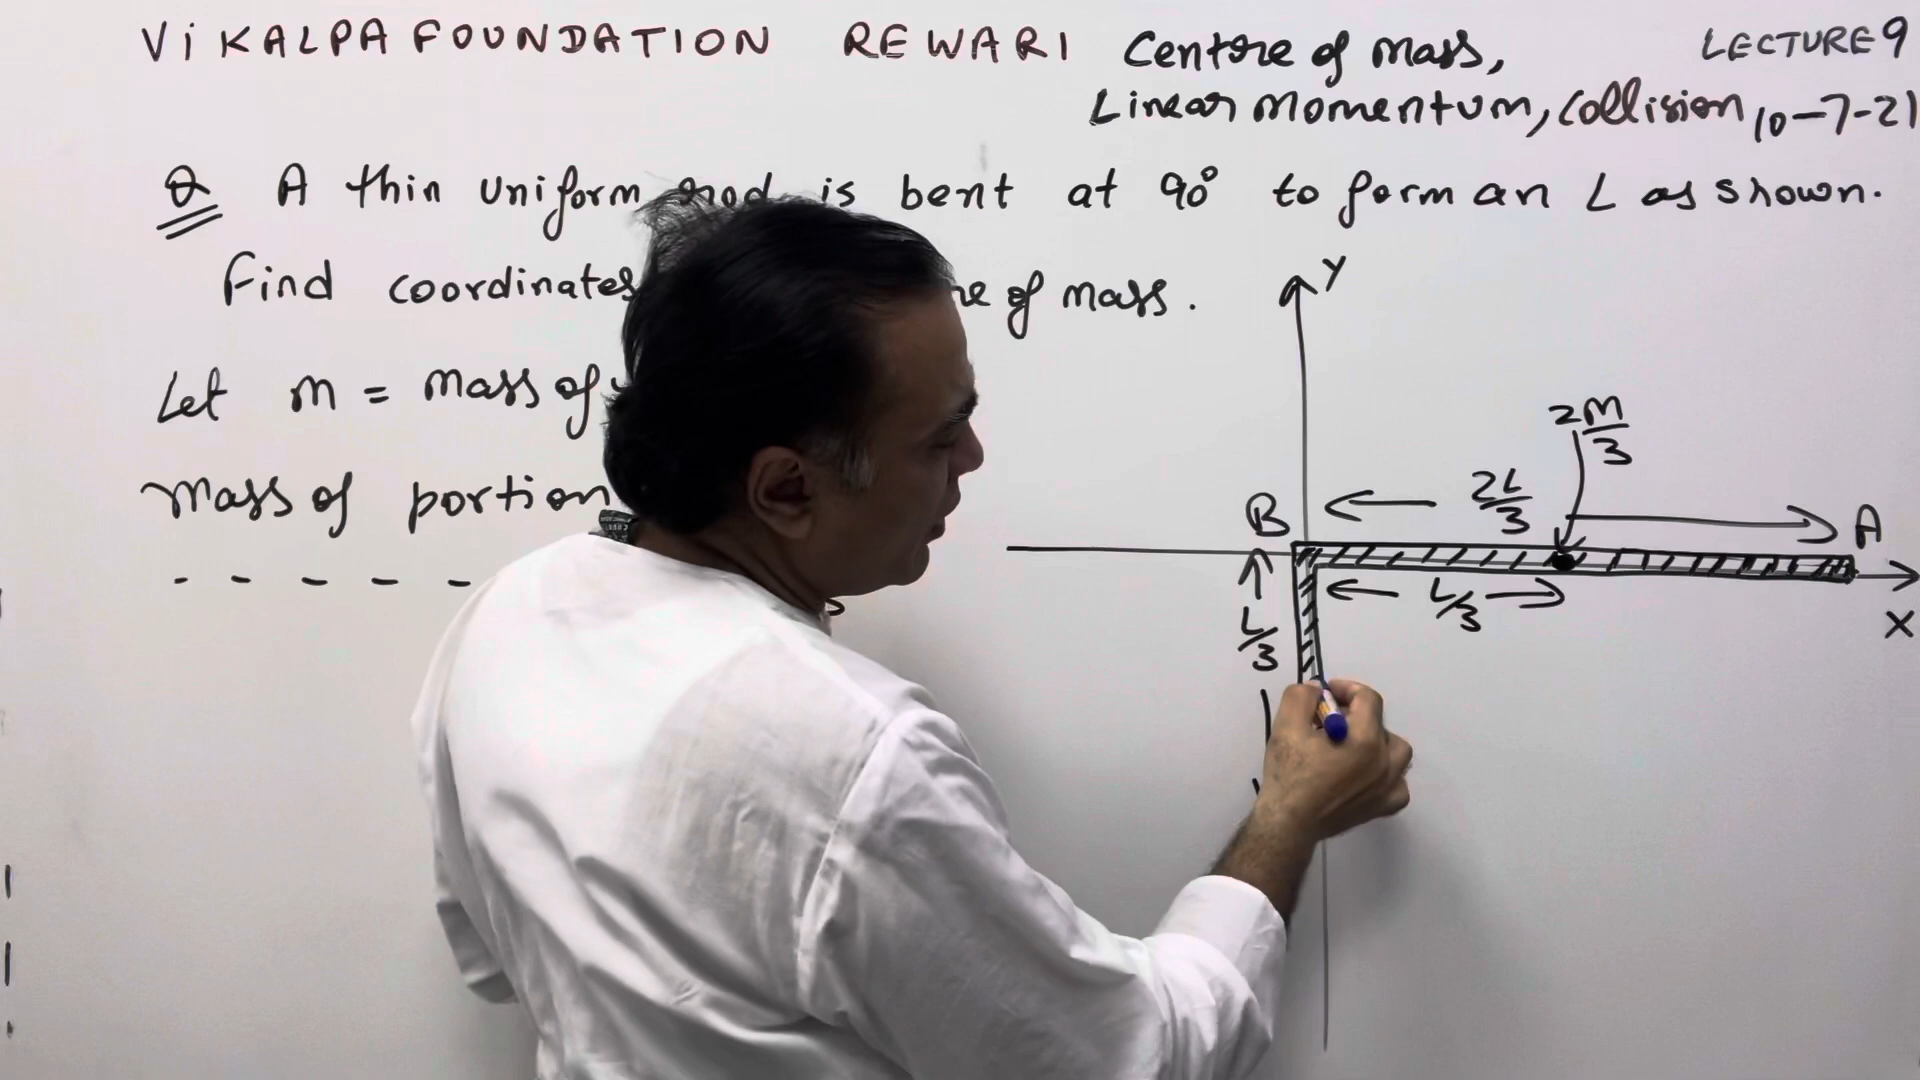 ViKALPA FOUNDATION REWARI Centre of mass, LECTURE 9
Linear Momentum, Collision 10-7-21
Q A thin uniform rod is bent at 90° to form an L as shown.
Find coordinates of mass.
Y
Let m = mass of
2M/3
mass of portion
B 2L/3 A
L/3
L/3
X